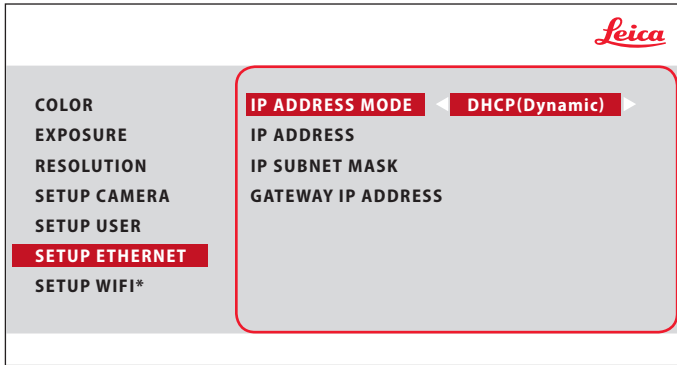 Leica
COLOR
EXPOSURE
RESOLUTION
SETUP CAMERA
SETUP USER
SETUP ETHERNET
SETUP WIFI*
IP ADDRESS MODE DHCP(Dynamic)
IP ADDRESS
IP SUBNET MASK
GATEWAY IP ADDRESS